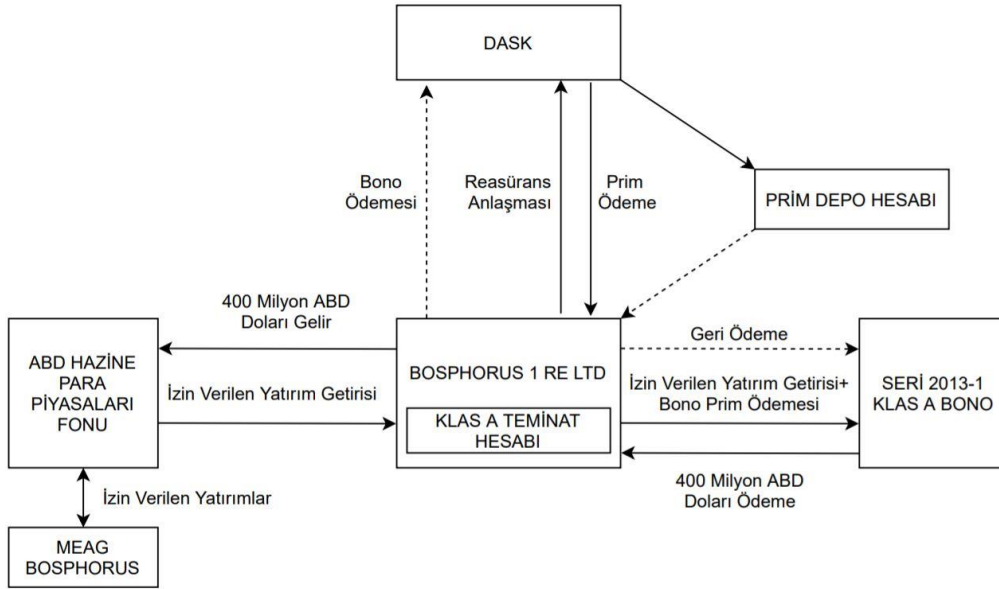 DASK
Bono
Ödemesi
Reasürans
Anlaşması
Prim
Ödeme
PRİM DEPO HESABI
400 Milyon ABD
Doları Gelir
ABD HAZİNE
PARA
PİYASALARI
FONU
İzin Verilen Yatırım Getirisi
BOSPHORUS 1 RE LTD
KLAS A TEMİNAT
HESABI
Geri Ödeme
İzin Verilen Yatırım Getirisi+
Bono Prim Ödemesi
SERİ 2013-1
KLAS A BONO
400 Milyon ABD
Doları Ödeme
İzin Verilen Yatırımlar
MEAG
BOSPHORUS